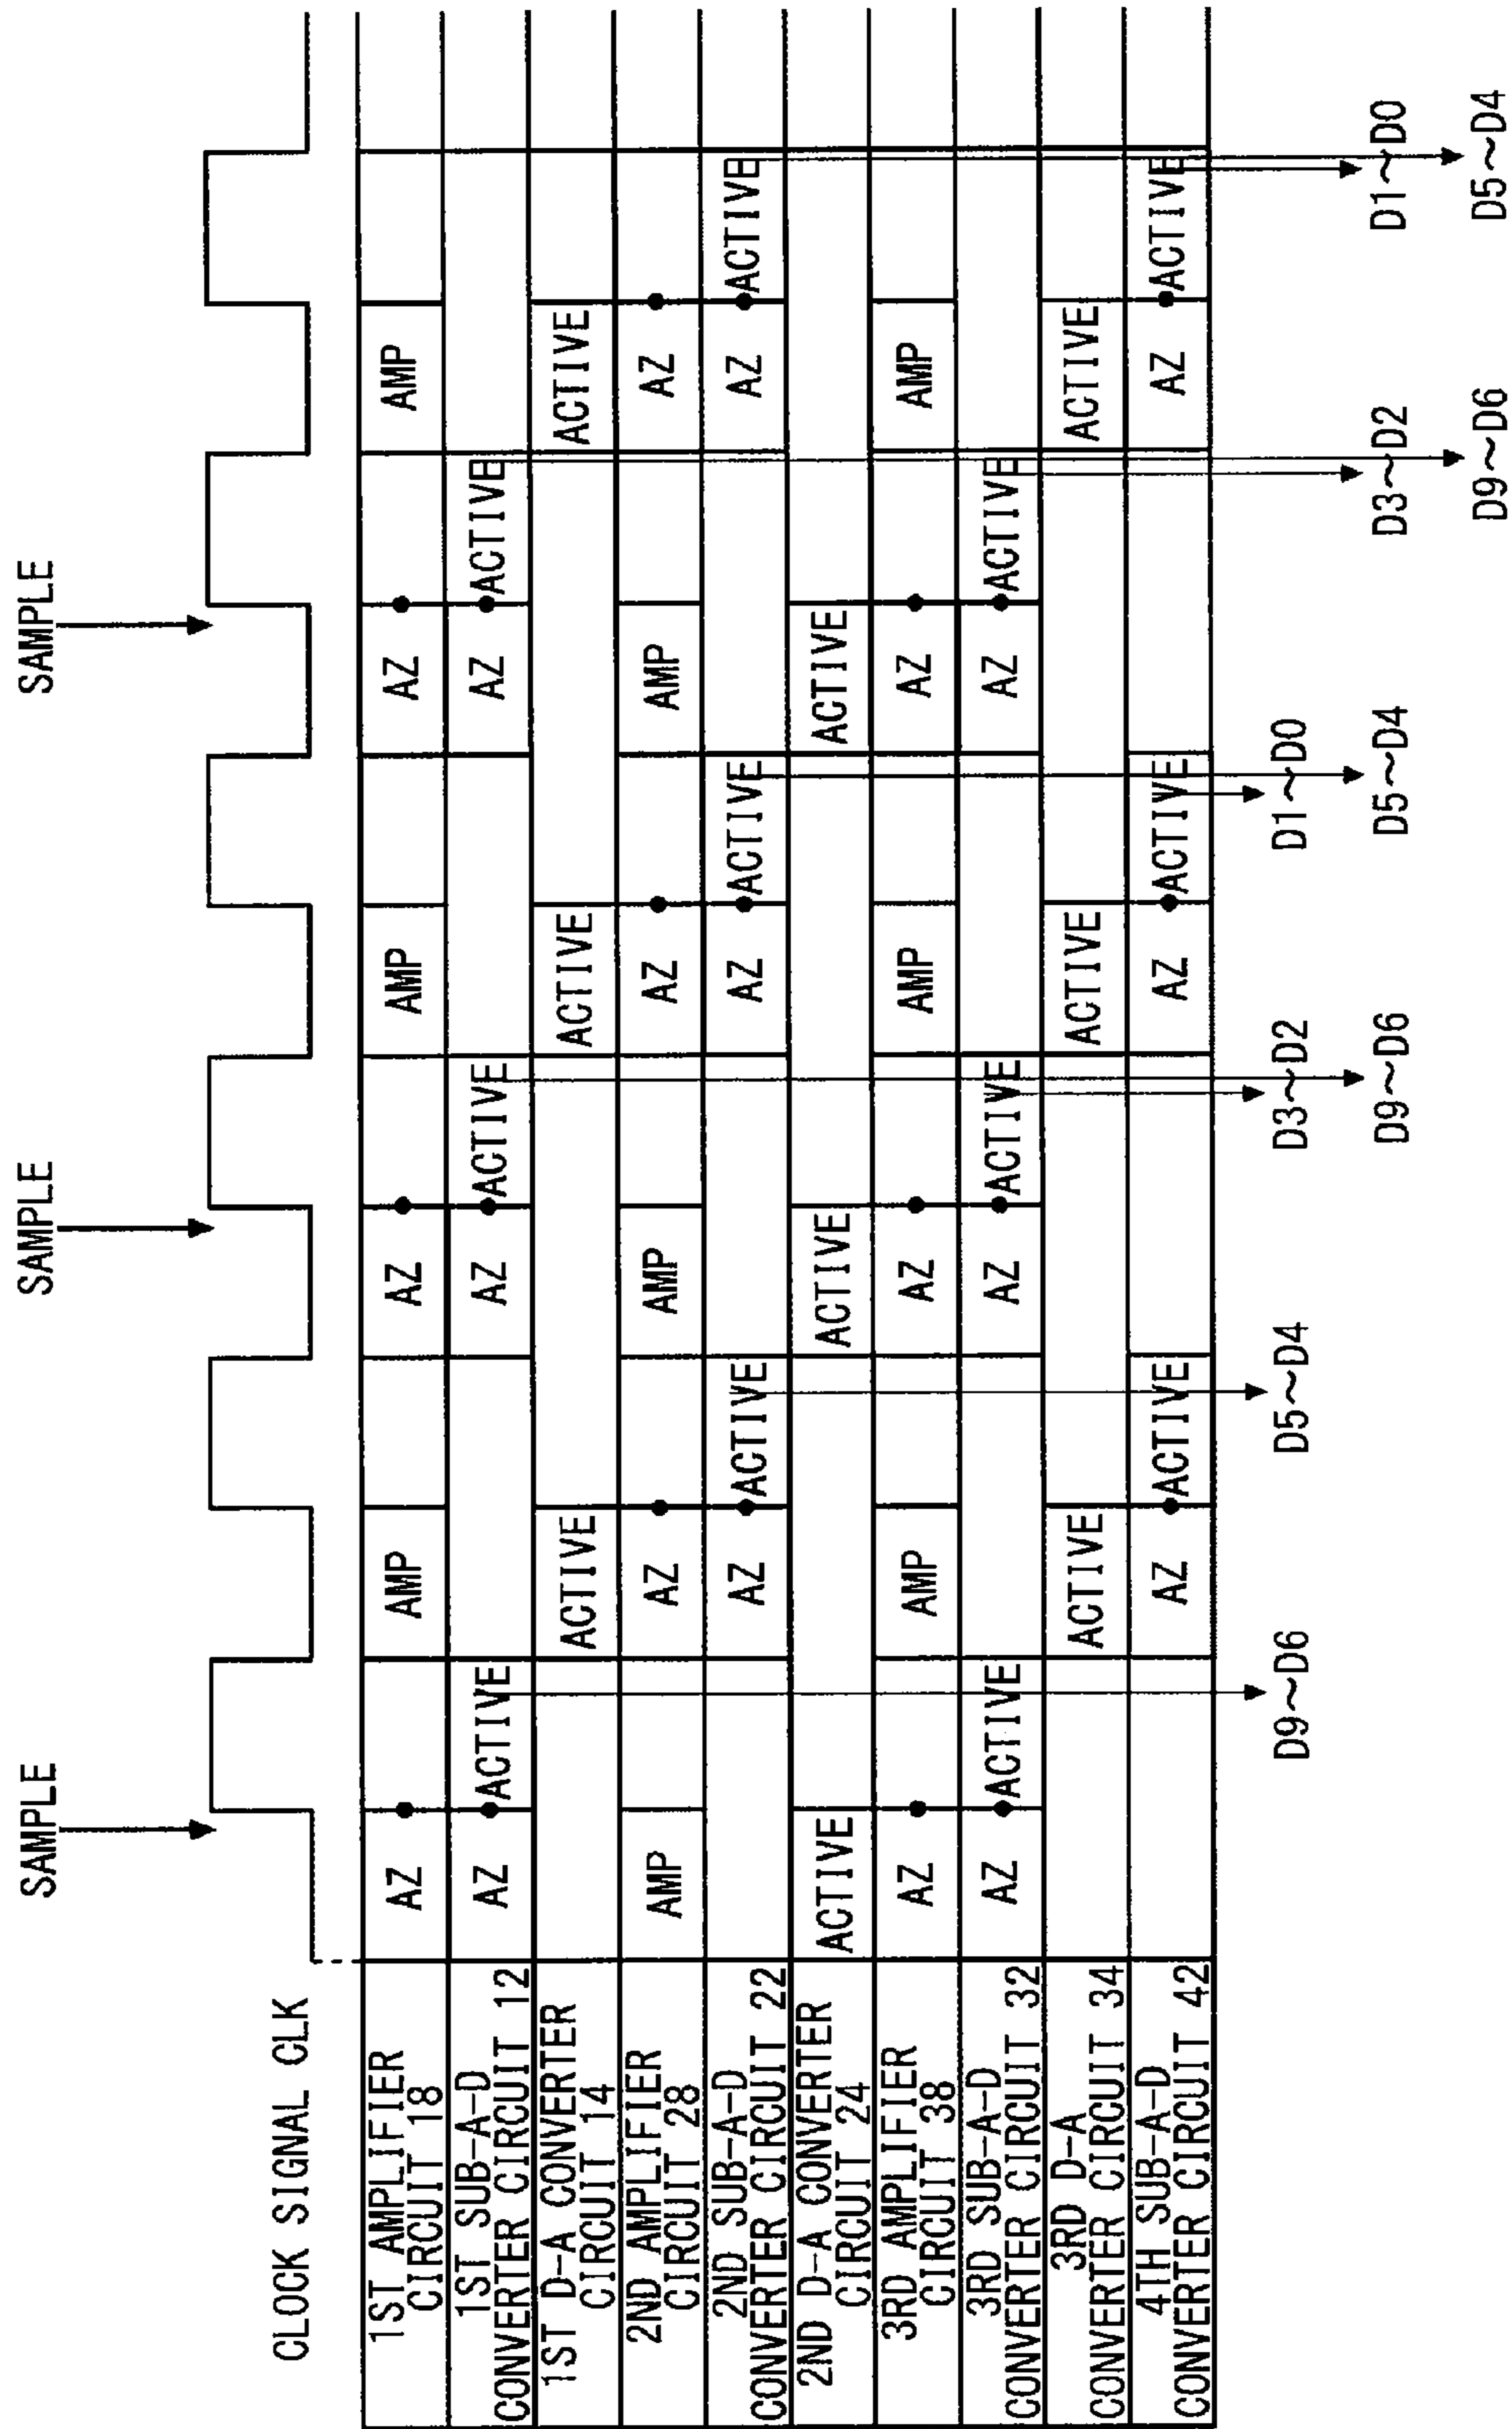 SAMPLE
SAMPLE
SAMPLE
CLOCK SIGNAL CLK
1ST AMPLIFIER
CIRCUIT 18
AZ
AMP
AZ
AMP
AZ
AMP
1ST SUB-A-D
CONVERTER CIRCUIT 12
AZ
ACTIVE
AZ
ACTIVE
AZ
ACTIVE
1ST D-A CONVERTER
CIRCUIT 14
ACTIVE
ACTIVE
ACTIVE
2ND AMPLIFIER
CIRCUIT 28
AMP
AZ
AMP
AZ
AMP
AZ
2ND SUB-A-D
CONVERTER CIRCUIT 22
AZ
ACTIVE
AZ
ACTIVE
AZ
ACTIVE
2ND D-A CONVERTER
CIRCUIT 24
ACTIVE
ACTIVE
ACTIVE
3RD AMPLIFIER
CIRCUIT 38
AZ
AMP
AZ
AMP
AZ
AMP
3RD SUB-A-D
CONVERTER CIRCUIT 32
AZ
ACTIVE
AZ
ACTIVE
AZ
ACTIVE
3RD D-A
CONVERTER CIRCUIT 34
ACTIVE
ACTIVE
ACTIVE
4TH SUB-A-D
CONVERTER CIRCUIT 42
AZ
ACTIVE
AZ
ACTIVE
AZ
ACTIVE
D9~D6
D5~D4
D3~D2
D1~D0
D9~D6
D5~D4
D3~D2
D1~D0
D9~D6
D5~D4